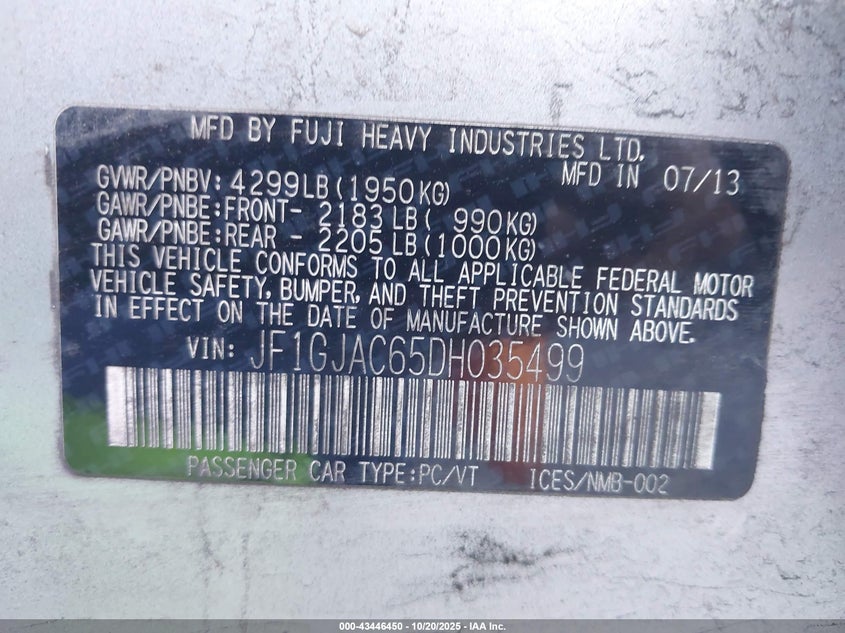 MFD BY FUJI HEAVY INDUSTRIES LTD.
MFD IN 07/13
GVWR/PNBV: 4299LB (1950KG)
GAWR/PNBE:FRONT- 2183 LB ( 990KG)
GAWR/PNBE:REAR - 2205 LB (1000KG)
THIS VEHICLE CONFORMS TO ALL APPLICABLE FEDERAL MOTOR
VEHICLE SAFETY, BUMPER, AND THEFT PREVENTION STANDARDS
IN EFFECT ON THE DATE OF MANUFACTURE SHOWN ABOVE.
VIN: JF1GJAC65DH035499
PASSENGER CAR TYPE:PC/VT ICES/NMB-002
000-43446450 - 10/20/2025 - IAA Inc.